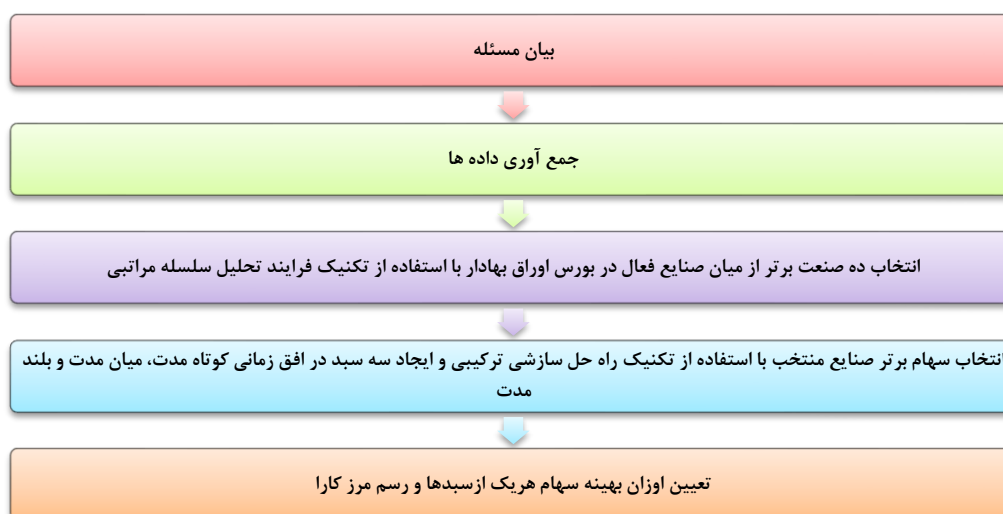 بیان مسئله
جمع آوری داده ها
انتخاب ده صنعت برتر از میان صنایع فعال در بورس اوراق بهادار با استفاده از تکنیک فرایند تحلیل سلسله مراتبی
انتخاب سهام برتر صنایع منتخب با استفاده از تکنیک راه حل سازشی ترکیبی و ایجاد سه سبد در افق زمانی کوتاه مدت، میان مدت و بلند
مدت
تعیین اوزان بهینه سهام هریک ازسبدها و رسم مرز کارا